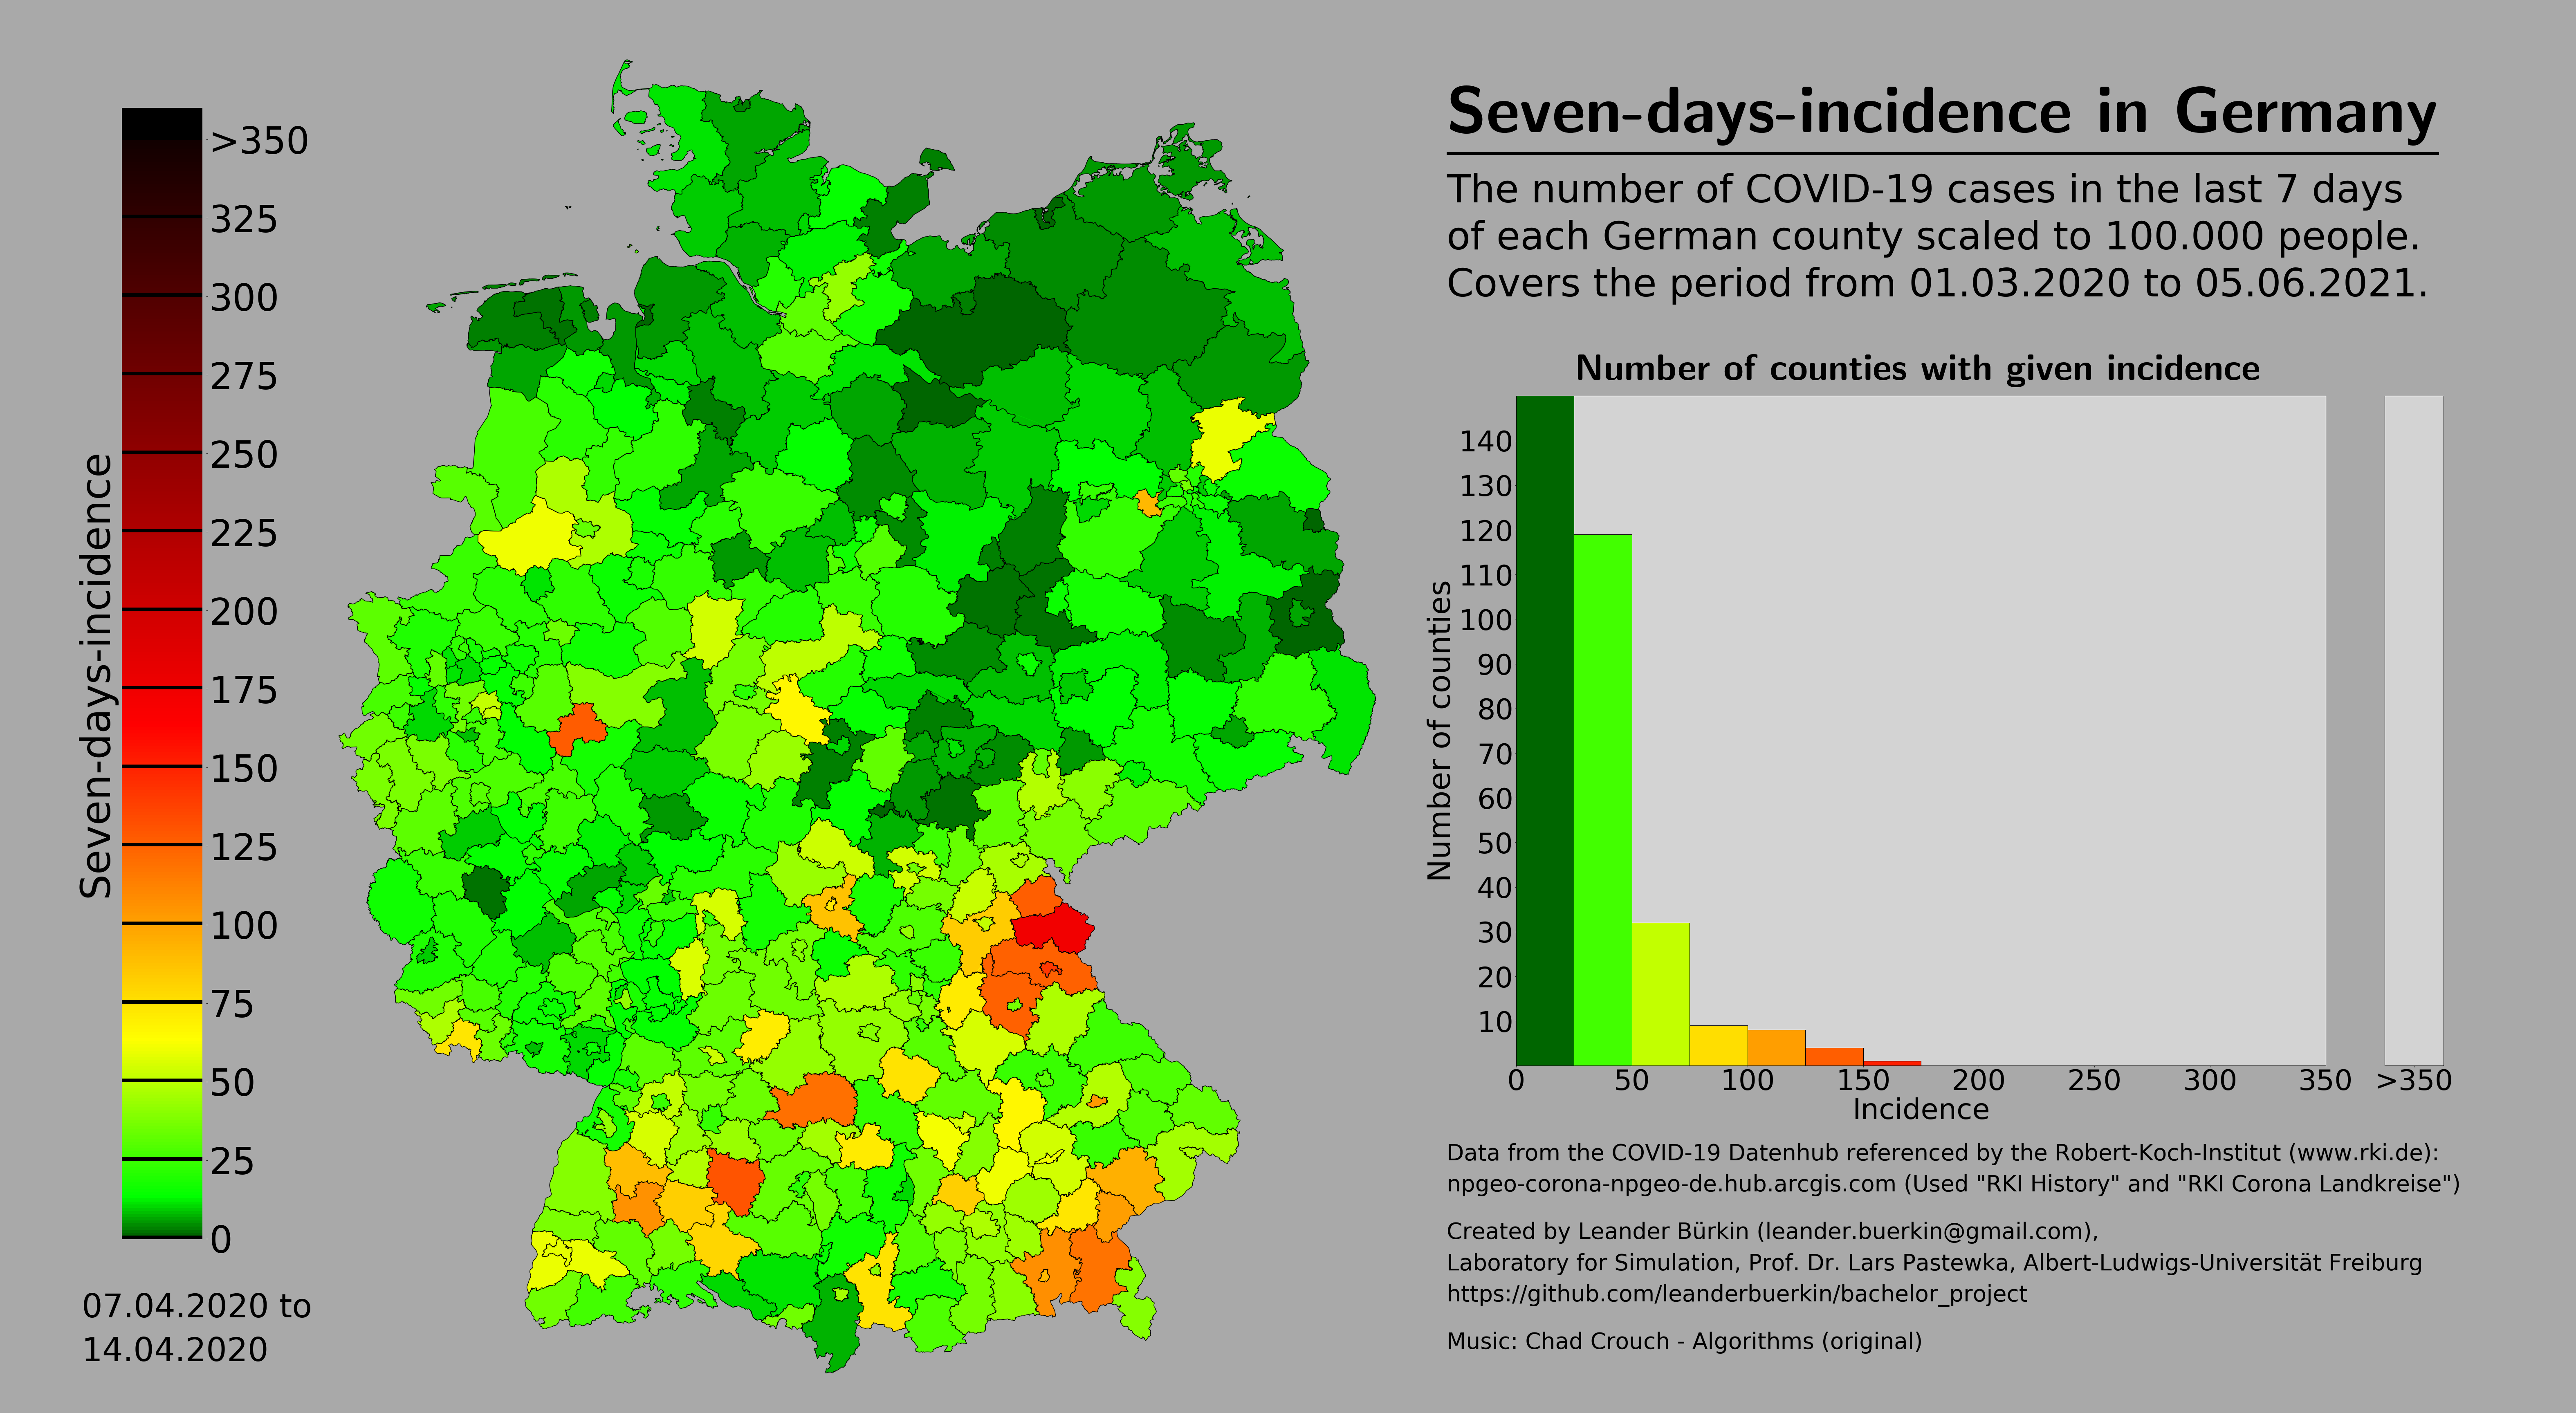 Seven-days-incidence
>350
325
300
275
250
225
200
175
150
125
100
75
50
25
0
07.04.2020 to
14.04.2020
Seven-days-incidence in Germany
The number of COVID-19 cases in the last 7 days
of each German county scaled to 100.000 people.
Covers the period from 01.03.2020 to 05.06.2021.
Number of counties with given incidence
Number of counties
140
130
120
110
100
90
80
70
60
50
40
30
20
10
0 50 100 150 200 250 300 350 >350
Incidence
Data from the COVID-19 Datenhub referenced by the Robert-Koch-Institut (www.rki.de):
npgeo-corona-npgeo-de.hub.arcgis.com (Used "RKI History" and "RKI Corona Landkreise")
Created by Leander Bürkin (leander.buerkin@gmail.com),
Laboratory for Simulation, Prof. Dr. Lars Pastewka, Albert-Ludwigs-Universität Freiburg
https://github.com/leanderbuerkin/bachelor_project
Music: Chad Crouch - Algorithms (original)